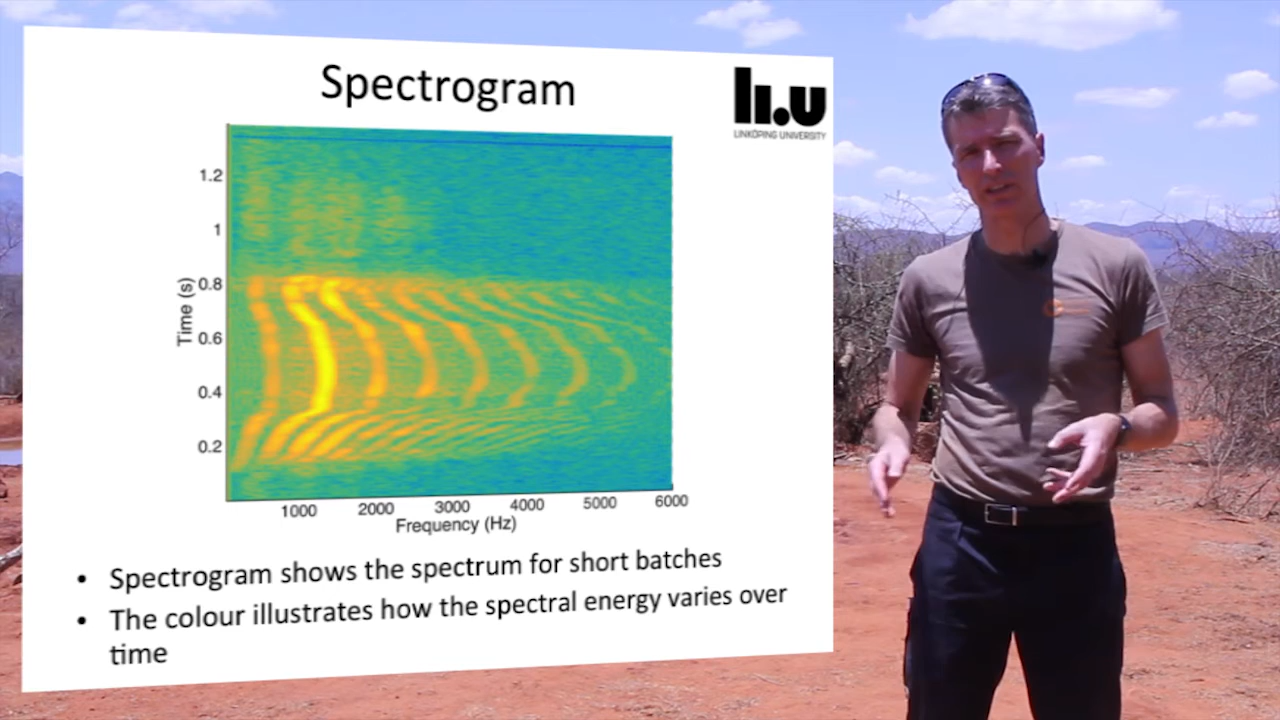 Spectrogram
li.u
LINKÖPING UNIVERSITY
1.2
1
0.8
0.6
0.4
0.2
Time (s)
1000 2000 3000 4000 5000 6000
Frequency (Hz)
• Spectrogram shows the spectrum for short batches
• The colour illustrates how the spectral energy varies over
time